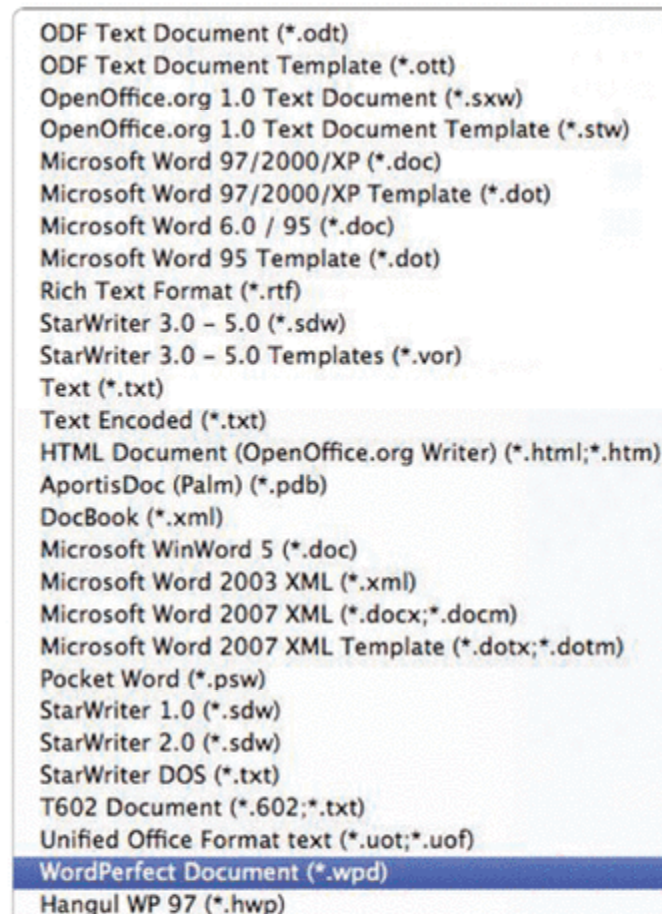 ODF Text Document (*.odt)
ODF Text Document Template (*.ott)
OpenOffice.org 1.0 Text Document (*.sxw)
OpenOffice.org 1.0 Text Document Template (*.stw)
Microsoft Word 97/2000/XP (*.doc)
Microsoft Word 97/2000/XP Template (*.dot)
Microsoft Word 6.0 / 95 (*.doc)
Microsoft Word 95 Template (*.dot)
Rich Text Format (*.rtf)
StarWriter 3.0 – 5.0 (*.sdw)
StarWriter 3.0 – 5.0 Templates (*.vor)
Text (*.txt)
Text Encoded (*.txt)
HTML Document (OpenOffice.org Writer) (*.html;*.htm)
AportisDoc (Palm) (*.pdb)
DocBook (*.xml)
Microsoft WinWord 5 (*.doc)
Microsoft Word 2003 XML (*.xml)
Microsoft Word 2007 XML (*.docx;*.docm)
Microsoft Word 2007 XML Template (*.dotx;*.dotm)
Pocket Word (*.psw)
StarWriter 1.0 (*.sdw)
StarWriter 2.0 (*.sdw)
StarWriter DOS (*.txt)
T602 Document (*.602;*.txt)
Unified Office Format text (*.uot;*.uof)
WordPerfect Document (*.wpd)
Hangul WP 97 (*.hwp)